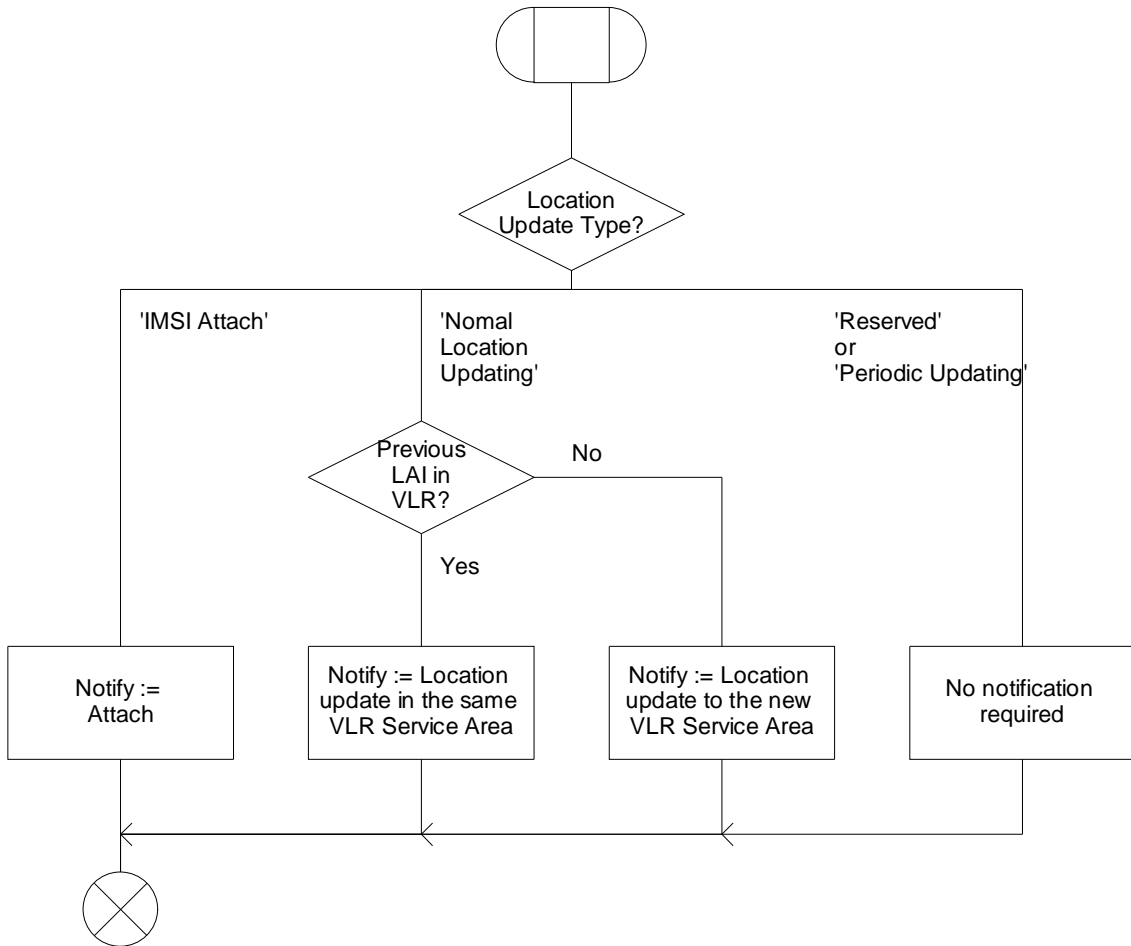 Location
Update Type?
'IMSI Attach'
'Nomal
Location
Updating'
'Reserved'
or
'Periodic Updating'
Previous
LAI in
VLR?
No
Yes
Notify :=
Attach
Notify := Location
update in the same
VLR Service Area
Notify := Location
update to the new
VLR Service Area
No notification
required